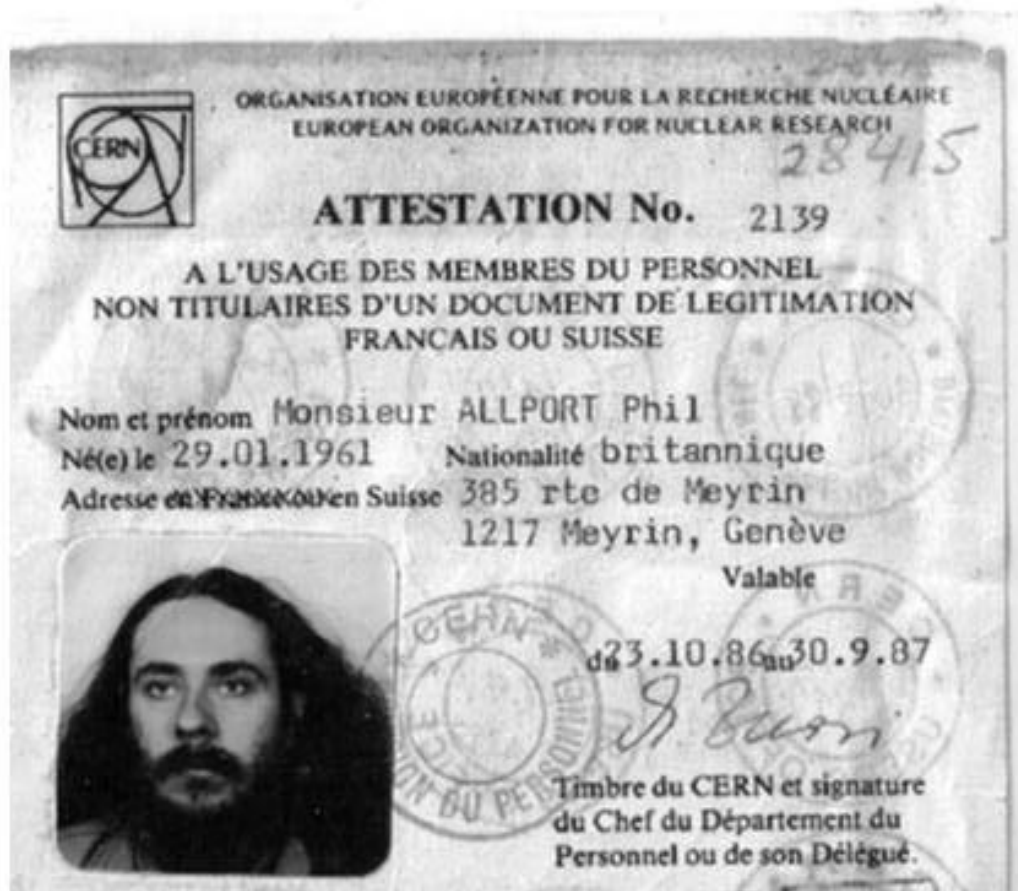 ORGANISATION EUROPÉENNE POUR LA RECHERCHE NUCLÉAIRE
EUROPEAN ORGANIZATION FOR NUCLEAR RESEARCH
CERN
28415
ATTESTATION No. 2139
A L'USAGE DES MEMBRES DU PERSONNEL
NON TITULAIRES D'UN DOCUMENT DE LEGITIMATION
FRANCAIS OU SUISSE
Nom et prénom Monsieur ALLPORT Phil
Né(e) le 29.01.1961 Nationalité britannique
Adresse en Suisse 385 rte de Meyrin
1217 Meyrin, Genève
Valable
du 23.10.86 au 30.9.87
CERN
DU PERSONNEL
Timbre du CERN et signature
du Chef du Département du
Personnel ou de son Délégué.